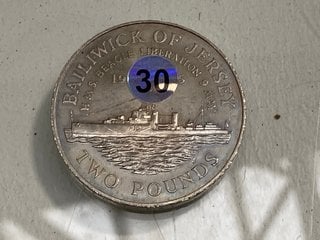 BAILIWICK OF JERSEY
H.M.S. BEAGLE LIBERATION 9 MAY
30
TWO POUNDS